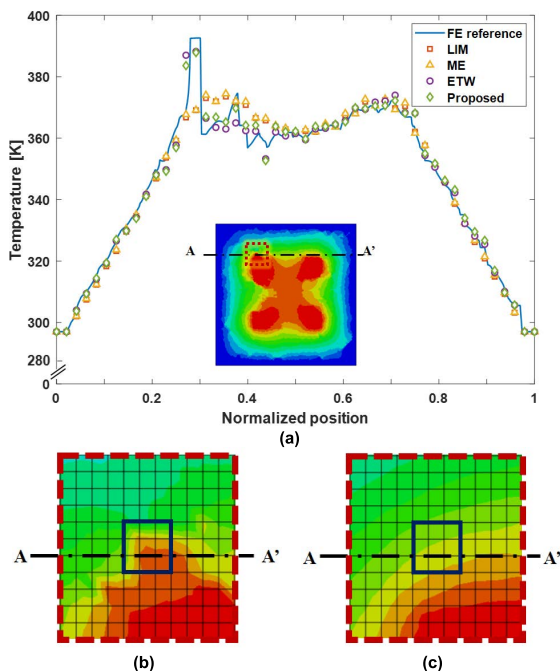 400
390
380
360
340
320
300
280
0
0
0.2
0.4
0.6
0.8
1
Temperature [K]
Normalized position
FE reference
LIM
ME
ETW
Proposed
A
A'
(a)
A
A'
A
A'
(b)
(c)